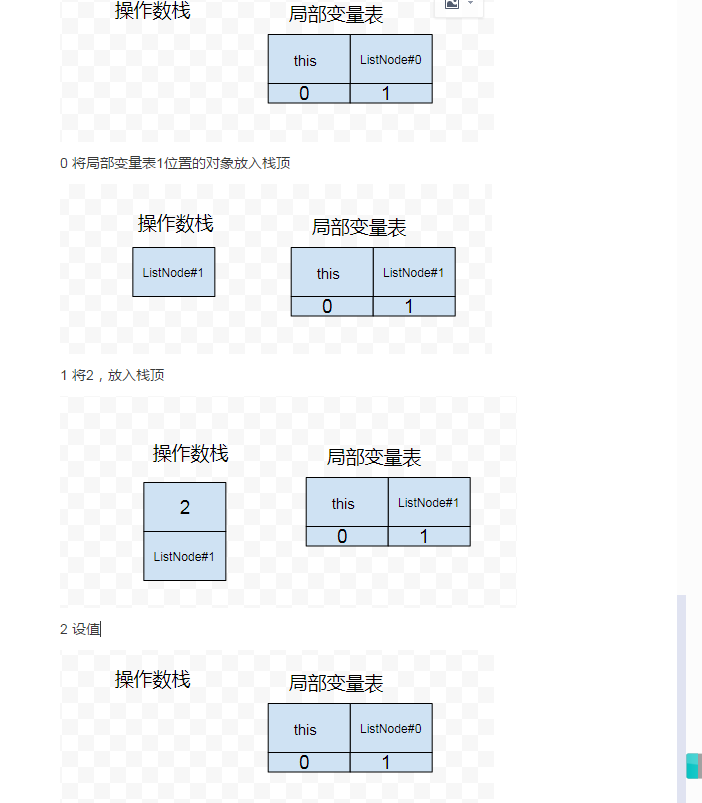 操作数栈 局部变量表
this ListNode#0
0 1
0 将局部变量表1位置的对象放入栈顶
操作数栈 局部变量表
ListNode#1 this ListNode#1
0 1
1 将2，放入栈顶
操作数栈 局部变量表
2 this ListNode#1
0 1
ListNode#1
2 设值
操作数栈 局部变量表
this ListNode#0
0 1